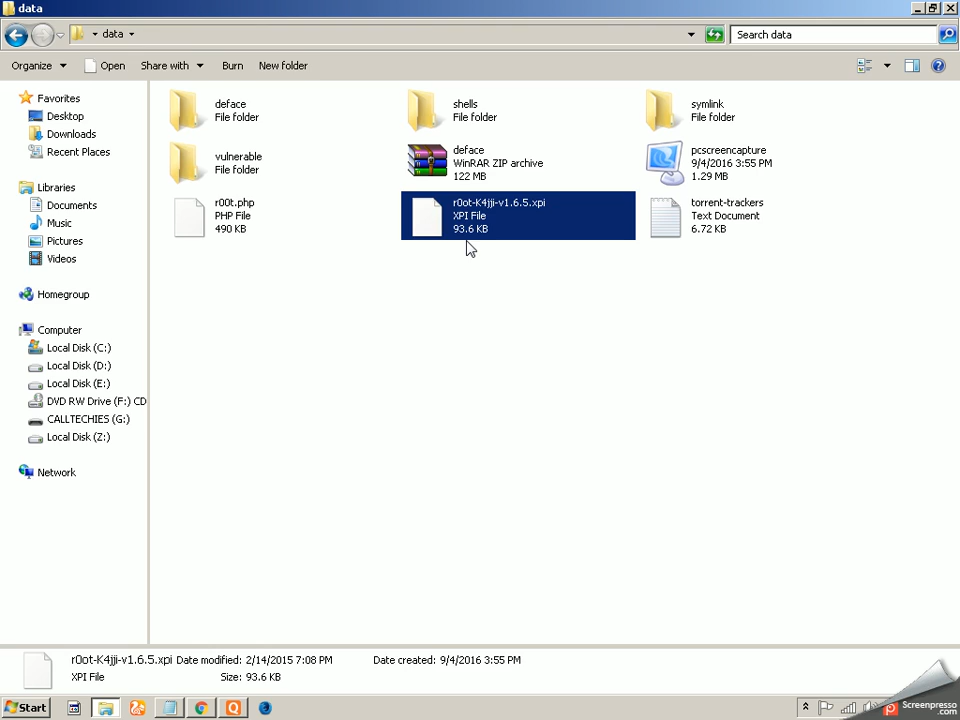 data
data
Search data
Organize Open Share with Burn New folder
Favorites
Desktop
Downloads
Recent Places
Libraries
Documents
Music
Pictures
Videos
Homegroup
Computer
Local Disk (C:)
Local Disk (D:)
Local Disk (E:)
DVD RW Drive (F:) CD
CALLTECHIES (G:)
Local Disk (Z:)
Network
deface
File folder
shells
File folder
symlink
File folder
vulnerable
File folder
deface
WinRAR ZIP archive
122 MB
pcscreencapture
9/4/2016 3:55 PM
1.29 MB
r00t.php
PHP File
490 KB
r0ot-K4jji-v1.6.5.xpi
XPI File
93.6 KB
torrent-trackers
Text Document
6.72 KB
r0ot-K4jji-v1.6.5.xpi Date modified: 2/14/2015 7:08 PM Date created: 9/4/2016 3:55 PM
XPI File Size: 93.6 KB
Start
Screenpresso
.com